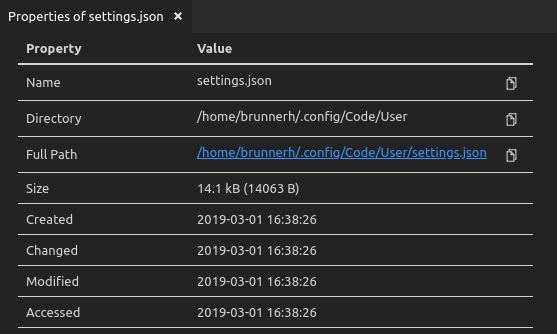 Properties of settings.json ×
Property Value
Name settings.json
Directory /home/brunnerh/.config/Code/User
Full Path /home/brunnerh/.config/Code/User/settings.json
Size 14.1 kB (14063 B)
Created 2019-03-01 16:38:26
Changed 2019-03-01 16:38:26
Modified 2019-03-01 16:38:26
Accessed 2019-03-01 16:38:26